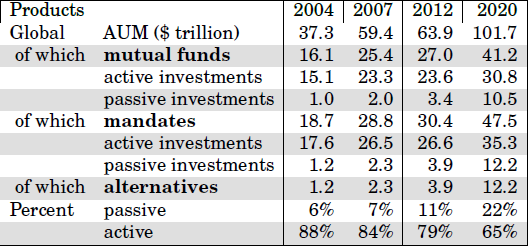 Products 2004 2007 2012 2020
Global AUM ($ trillion) 37.3 59.4 63.9 101.7
of which mutual funds 16.1 25.4 27.0 41.2
active investments 15.1 23.3 23.6 30.8
passive investments 1.0 2.0 3.4 10.5
of which mandates 18.7 28.8 30.4 47.5
active investments 17.6 26.5 26.6 35.3
passive investments 1.2 2.3 3.9 12.2
of which alternatives 1.2 2.3 3.9 12.2
Percent passive 6% 7% 11% 22%
active 88% 84% 79% 65%